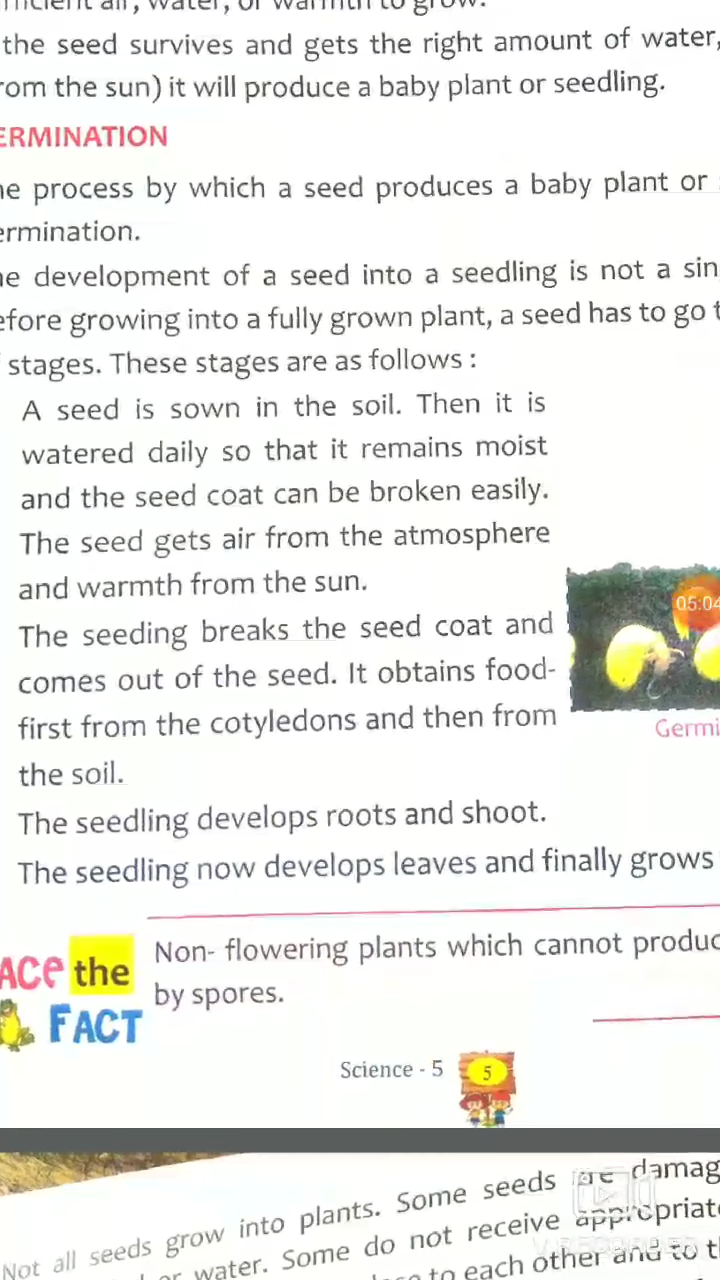 the seed survives and gets the right amount of water,
om the sun) it will produce a baby plant or seedling.
ERMINATION
he process by which a seed produces a baby plant or
ermination.
he development of a seed into a seedling is not a sin
efore growing into a fully grown plant, a seed has to go t
stages. These stages are as follows :
A seed is sown in the soil. Then it is
watered daily so that it remains moist
and the seed coat can be broken easily.
The seed gets air from the atmosphere
and warmth from the sun.
05:04
The seeding breaks the seed coat and
comes out of the seed. It obtains food-
first from the cotyledons and then from
Germi
the soil.
The seedling develops roots and shoot.
The seedling now develops leaves and finally grows
ACe the FACT
Non- flowering plants which cannot produc
by spores.
Science - 5 5
Not all seeds grow into plants. Some seeds are damag
or water. Some do not receive appropriate
to each other and to th